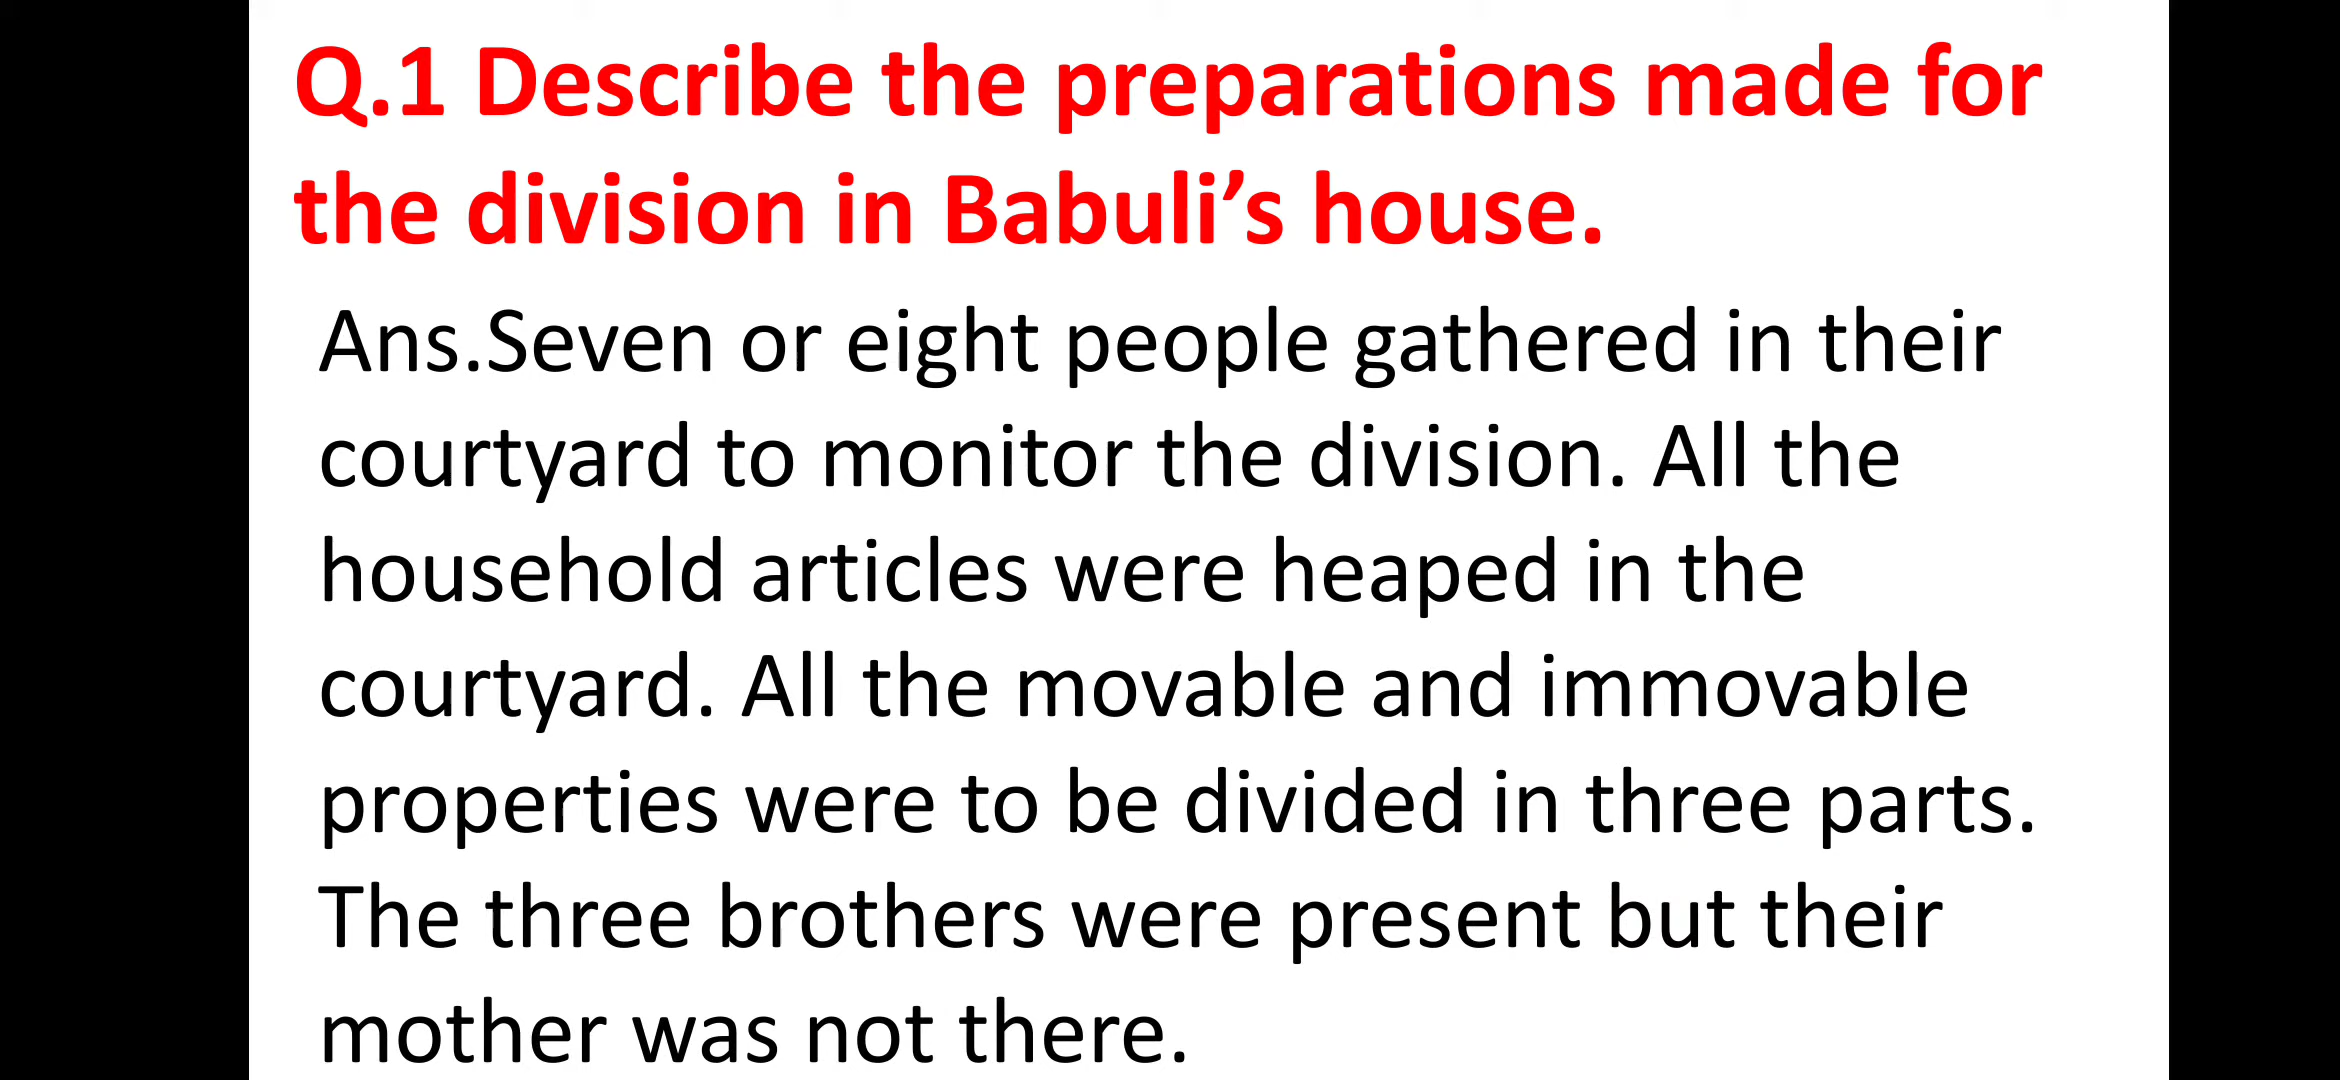 Q.1 Describe the preparations made for
the division in Babuli’s house.
Ans.Seven or eight people gathered in their
courtyard to monitor the division. All the
household articles were heaped in the
courtyard. All the movable and immovable
properties were to be divided in three parts.
The three brothers were present but their
mother was not there.